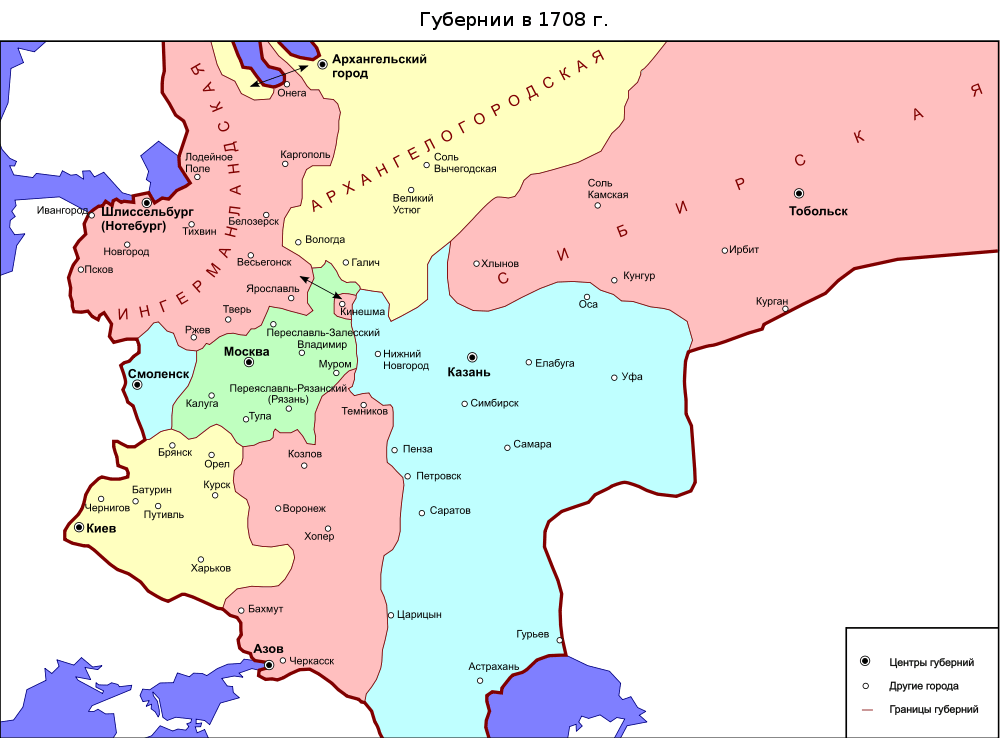 Губернии в 1708 г.
Архангельский
город
Онега
ИНГЕРМАНЛАНДСКАЯ
АРХАНГЕЛОГОРОДСКАЯ
СИБИРСКАЯ
Лодейное
Поле
Каргополь
Соль
Вычегодская
Великий
Устюг
Соль
Камская
Тобольск
Ивангород
Шлиссельбург
(Нотебург)
Тихвин
Белозерск
Новгород
Вологда
Весьегонск
Галич
Хлынов
Ирбит
Кунгур
Псков
Ярославль
Кинешма
Оса
Курган
Тверь
Ржев
Переславль-Залесский
Владимир
Москва
Муром
Нижний
Новгород
Казань
Елабуга
Уфа
Смоленск
Переяславль-Рязанский
(Рязань)
Калуга
Тула
Темников
Симбирск
Брянск
Орел
Козлов
Пенза
Самара
Петровск
Курск
Батурин
Чернигов
Путивль
Воронеж
Саратов
Киев
Хопер
Харьков
Бахмут
Царицын
Гурьев
Азов
Черкасск
Астрахань
Центры губерний
Другие города
Границы губерний